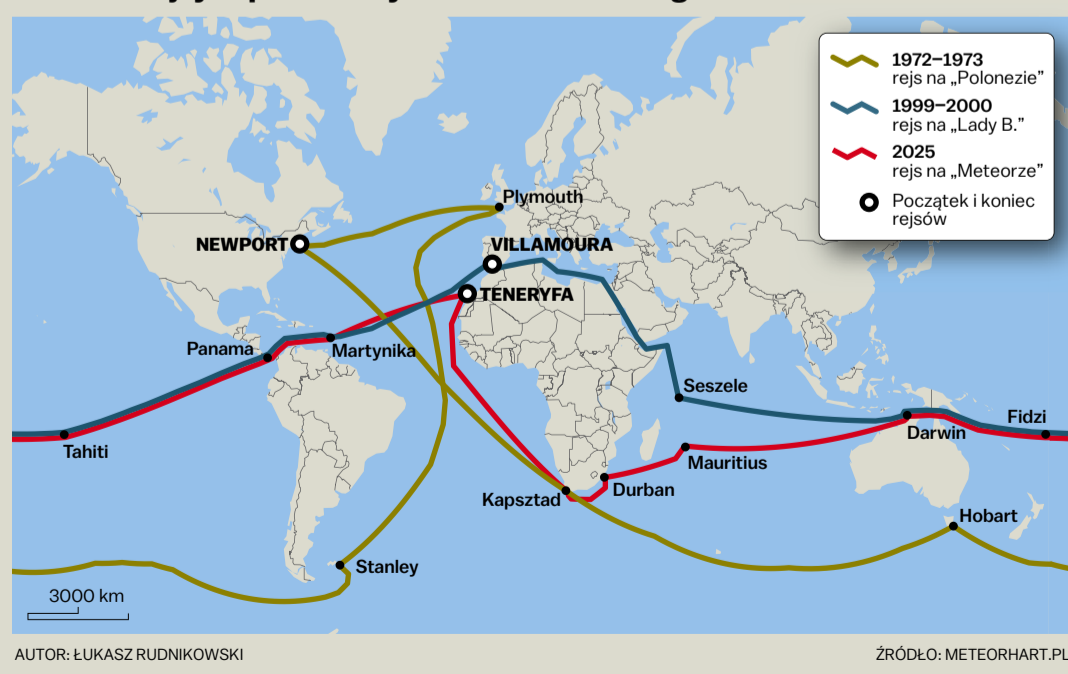 1972–1973
rejs na „Polonezie”
1999–2000
rejs na „Lady B.”
2025
rejs na „Meteorze”
Początek i koniec
rejsów
Plymouth
NEWPORT
VILLAMOURA
TENERYFA
Panama
Martynika
Seszele
Tahiti
Darwin
Fidzi
Mauritius
Kapsztad
Durban
Hobart
Stanley
3000 km
AUTOR: ŁUKASZ RUDNIKOWSKI
ŹRÓDŁO: METEORHART.PL